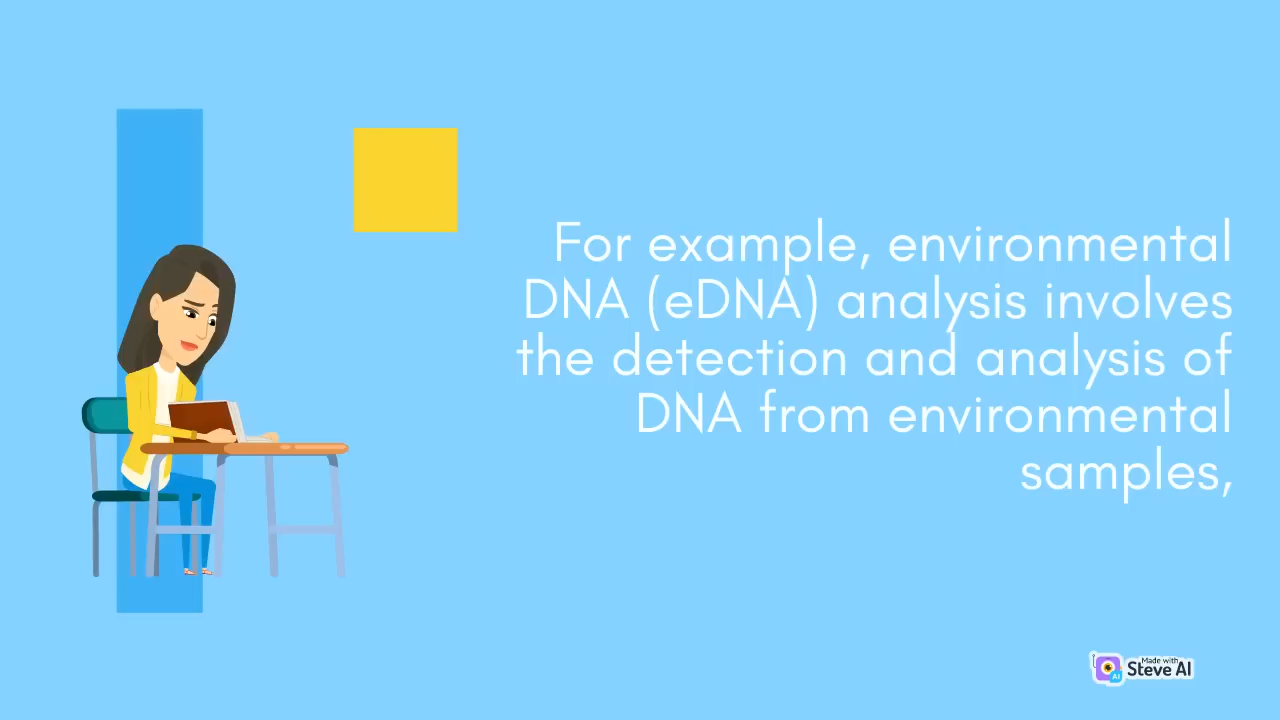 For example, environmental
DNA (eDNA) analysis involves
the detection and analysis of
DNA from environmental
samples,
Made with
Steve AI
AI